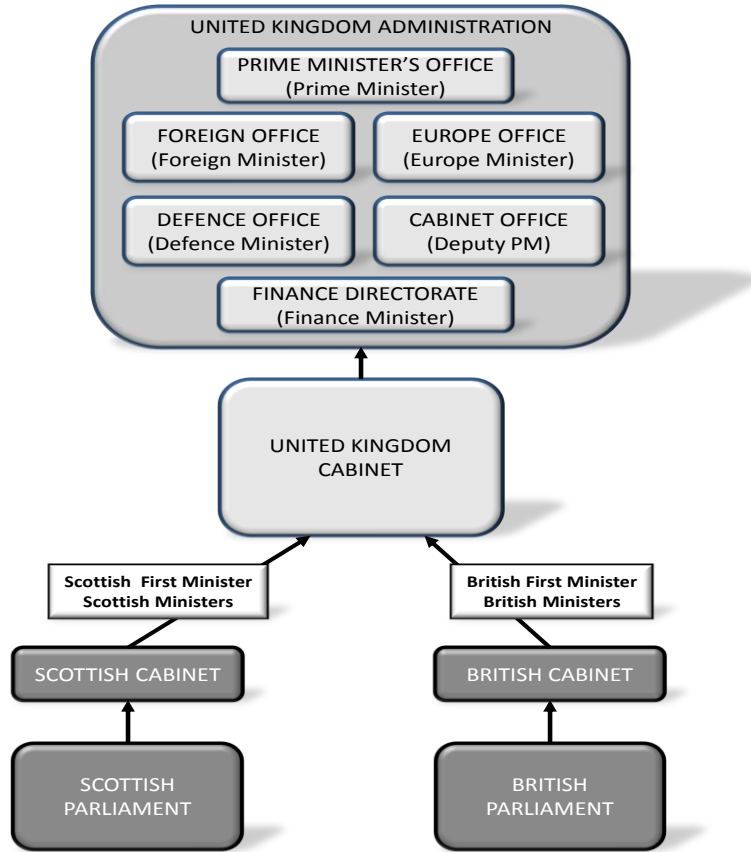 UNITED KINGDOM ADMINISTRATION
PRIME MINISTER’S OFFICE
(Prime Minister)
FOREIGN OFFICE
(Foreign Minister)
EUROPE OFFICE
(Europe Minister)
DEFENCE OFFICE
(Defence Minister)
CABINET OFFICE
(Deputy PM)
FINANCE DIRECTORATE
(Finance Minister)
UNITED KINGDOM
CABINET
Scottish First Minister
Scottish Ministers
British First Minister
British Ministers
SCOTTISH CABINET
BRITISH CABINET
SCOTTISH
PARLIAMENT
BRITISH
PARLIAMENT